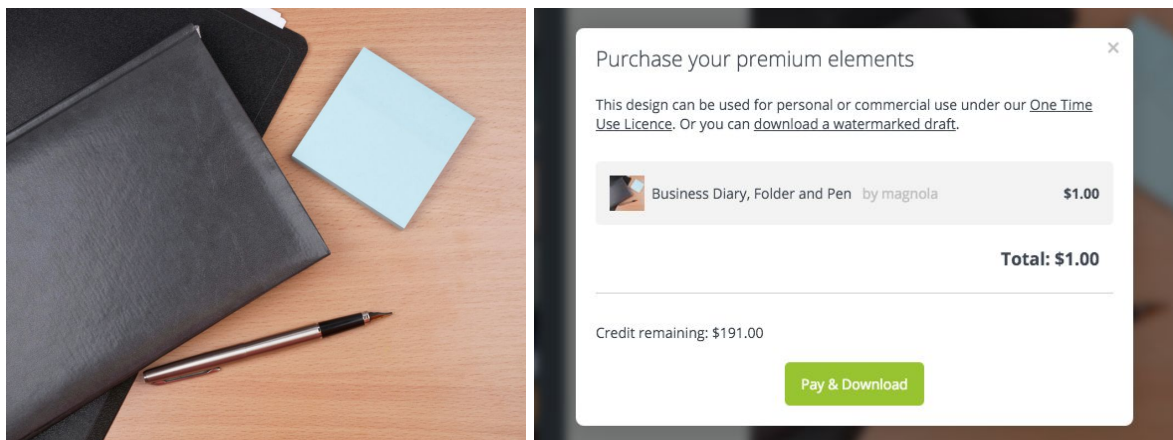 Purchase your premium elements
×
This design can be used for personal or commercial use under our One Time
Use Licence. Or you can download a watermarked draft.
Business Diary, Folder and Pen by magnola $1.00
Total: $1.00
Credit remaining: $191.00
Pay & Download